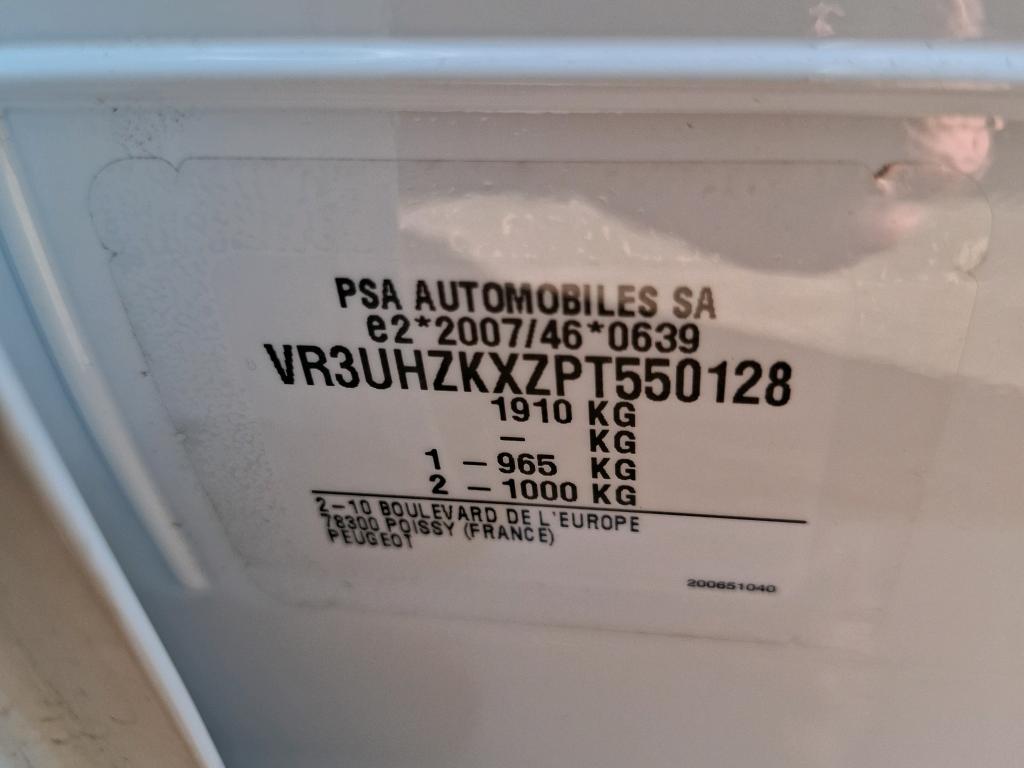 PSA AUTOMOBILES SA
e2*2007/46*0639
VR3UHZKXZPT550128
1910 KG
– KG
1 – 965 KG
2 – 1000 KG
2-10 BOULEVARD DE L'EUROPE
78300 POISSY (FRANCE)
PEUGEOT
200651040